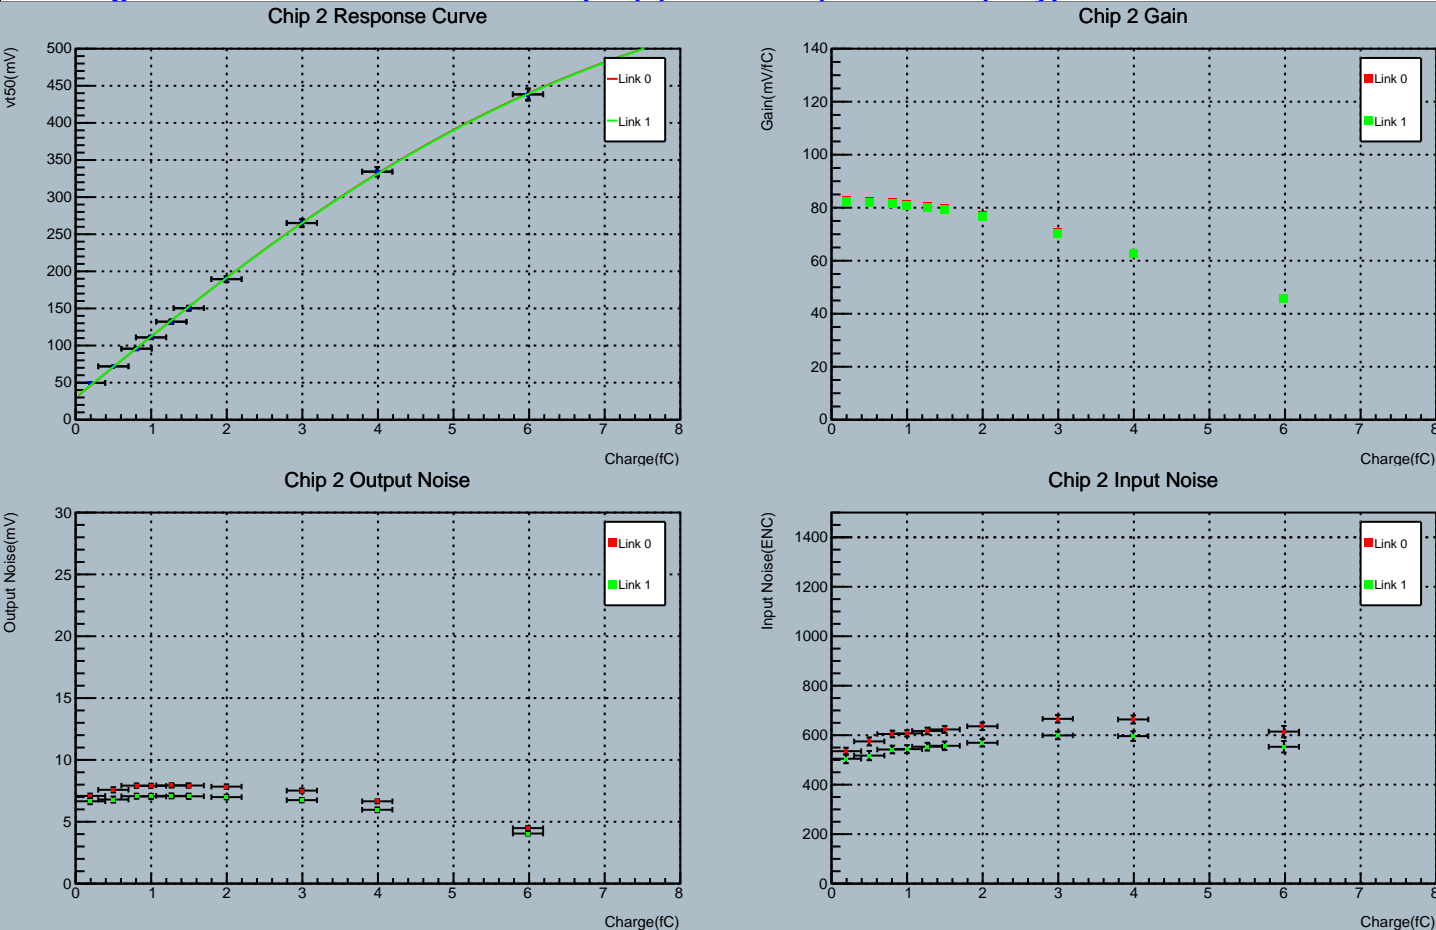 Chip 2 Response Curve
vt50(mV)
500
450
400
350
300
250
200
150
100
50
0
0 1 2 3 4 5 6 7 8
Charge(fC)
Link 0
Link 1
Chip 2 Gain
Gain(mV/fC)
140
120
100
80
60
40
20
0
0 1 2 3 4 5 6 7 8
Charge(fC)
Link 0
Link 1
Chip 2 Output Noise
Output Noise(mV)
30
25
20
15
10
5
0
0 1 2 3 4 5 6 7 8
Charge(fC)
Link 0
Link 1
Chip 2 Input Noise
Input Noise(ENC)
1400
1200
1000
800
600
400
200
0
0 1 2 3 4 5 6 7 8
Charge(fC)
Link 0
Link 1